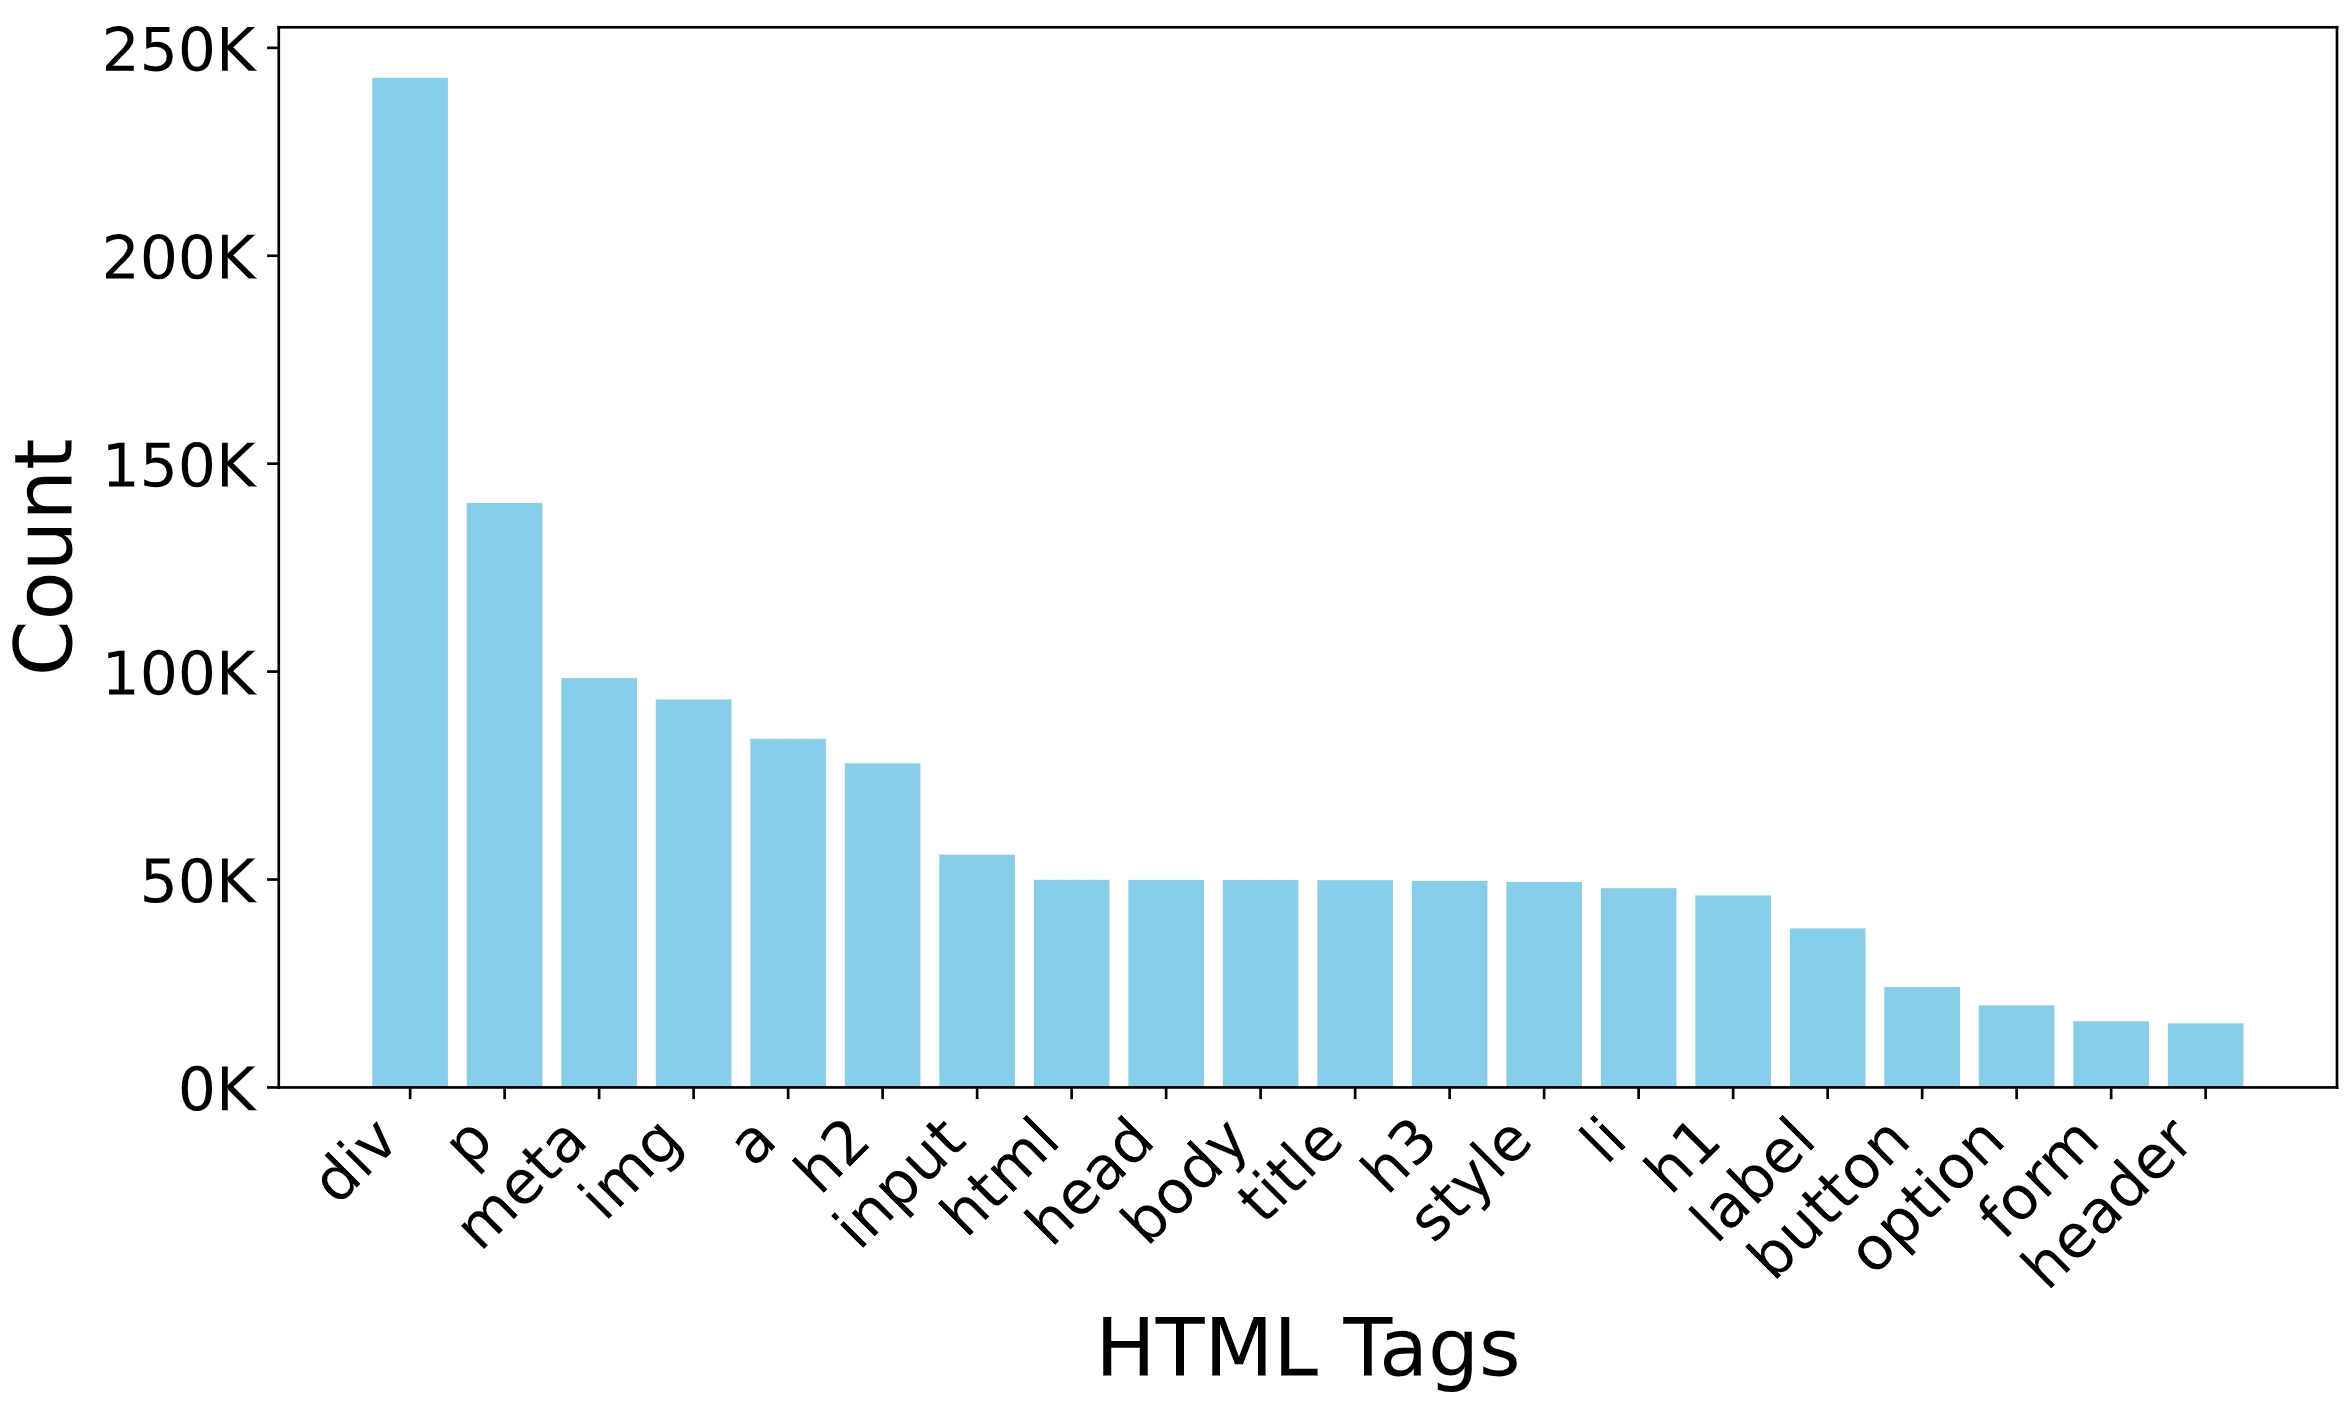 250K
200K
150K
100K
50K
0K
Count
div
p
meta
img
a
h2
input
html
head
body
title
h3
style
li
h1
label
button
option
form
header
HTML Tags